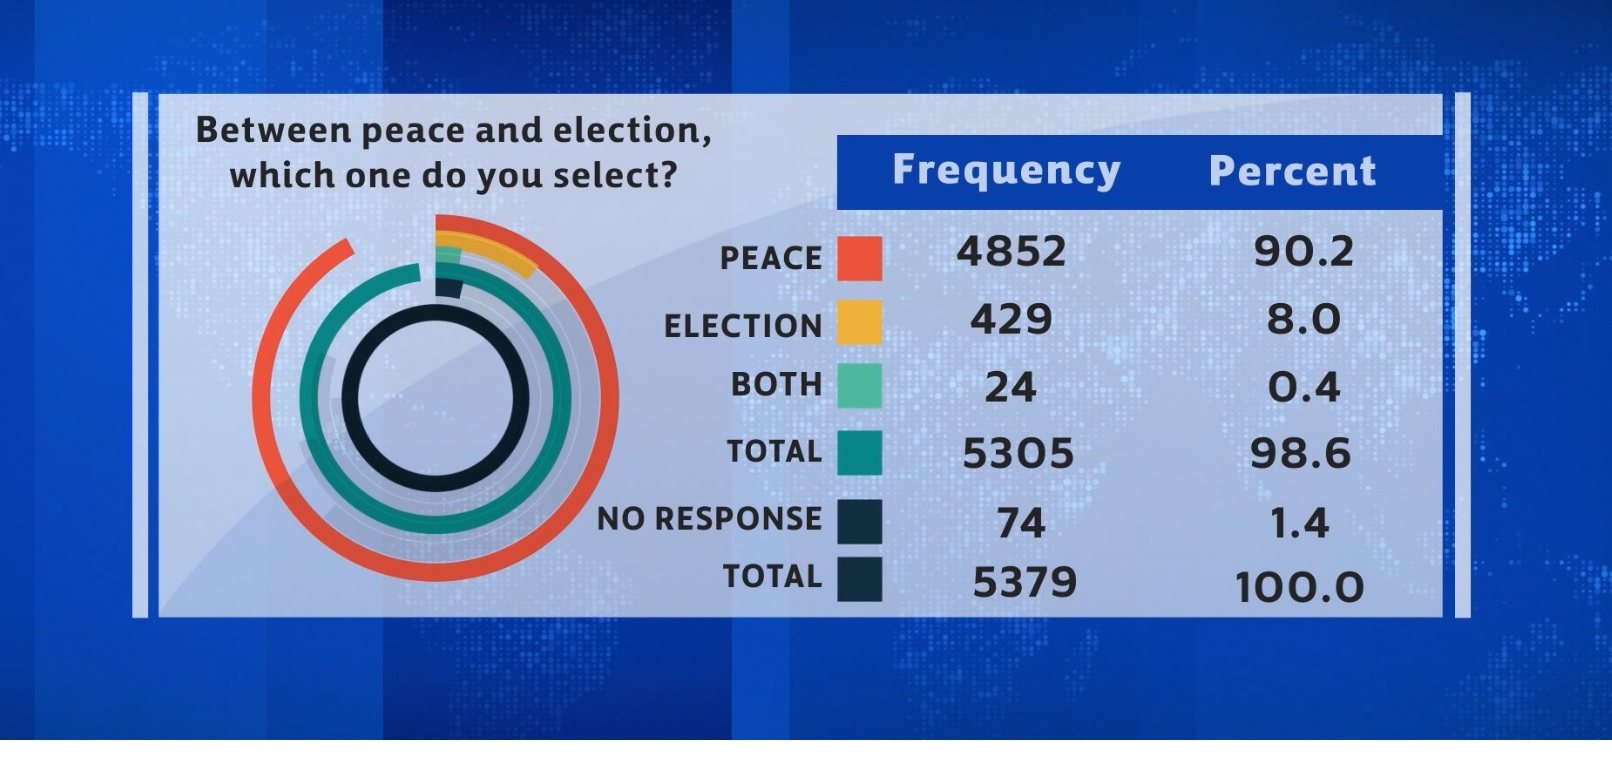 Between peace and election,
which one do you select?
Frequency Percent
PEACE 4852 90.2
ELECTION 429 8.0
BOTH 24 0.4
TOTAL 5305 98.6
NO RESPONSE 74 1.4
TOTAL 5379 100.0